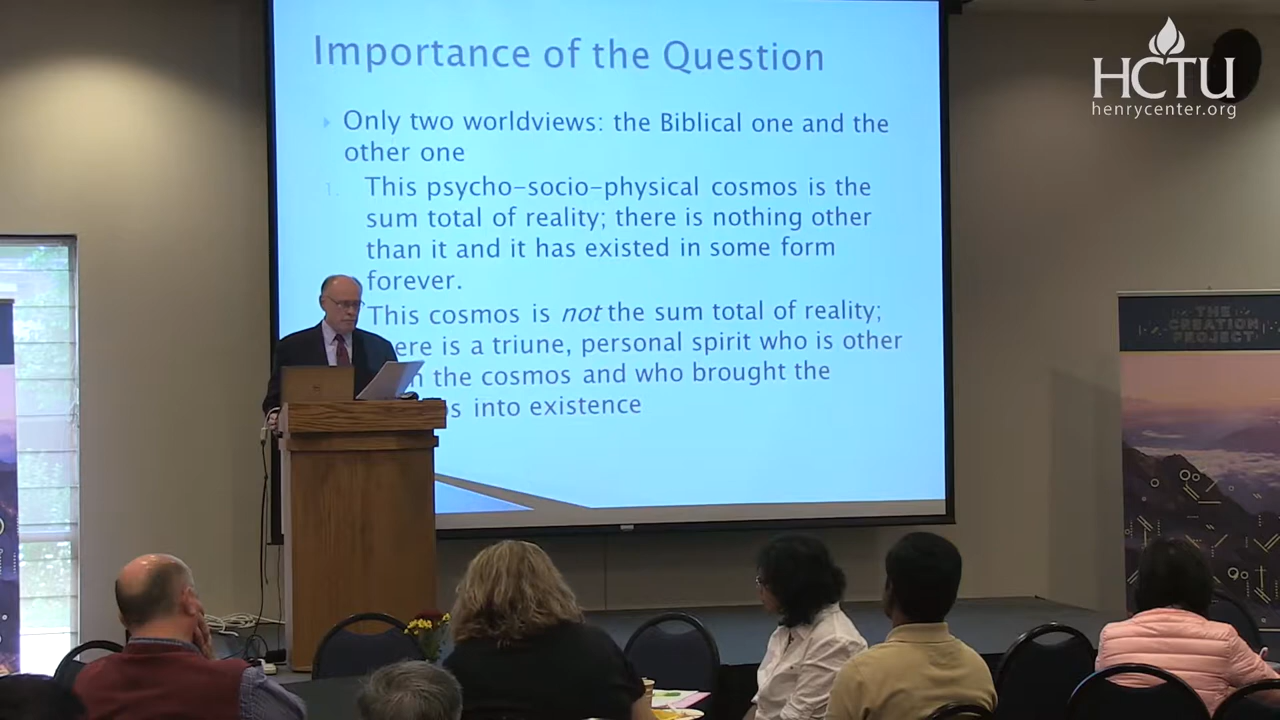 Importance of the Question
Only two worldviews: the Biblical one and the
other one
1. This psycho-socio-physical cosmos is the
sum total of reality; there is nothing other
than it and it has existed in some form
forever.
This cosmos is not the sum total of reality;
is a triune, personal spirit who is other
the cosmos and who brought the
into existence
HCTU
henrycenter.org
THE
CREATION
PROJECT